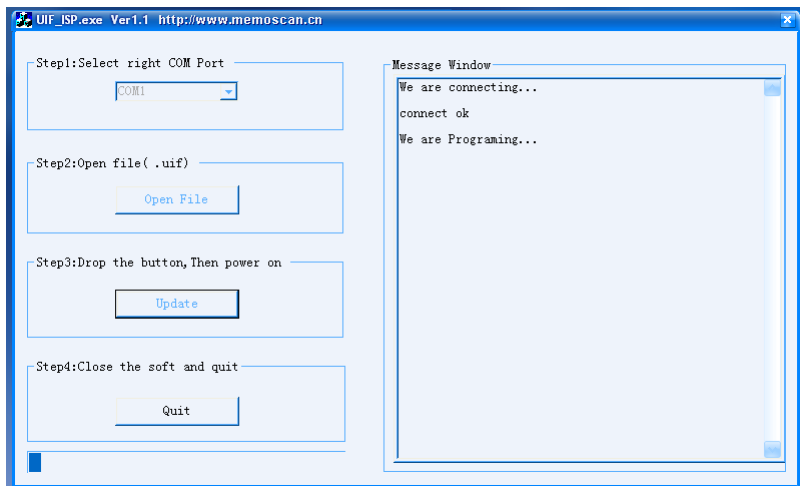 UIF_ISP.exe Ver1.1 http://www.memoscan.cn
Step1:Select right COM Port
COM1
Step2:Open file( .uif)
Open File
Step3:Drop the button,Then power on
Update
Step4:Close the soft and quit
Quit
Message Window
We are connecting...
connect ok
We are Programing...